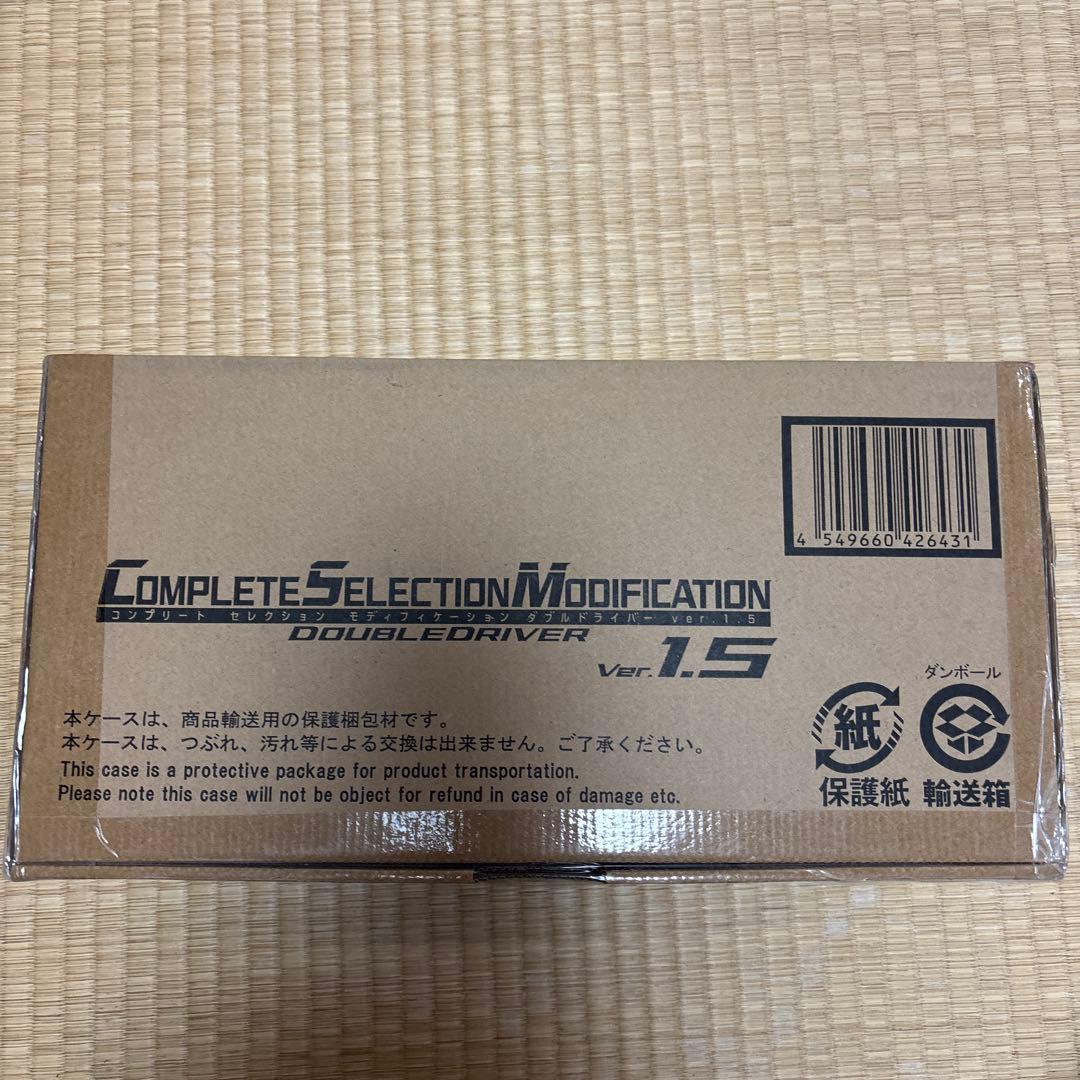 4 549660 426431
COMPLETE SELECTION MODIFICATION
コンプリート セレクション モディフィケーション ダブルドライバー ver.1.5
DOUBLEDRIVER
Ver.1.5
本ケースは、商品輸送用の保護梱包材です。
本ケースは、つぶれ、汚れ等による交換は出来ません。ご了承ください。
This case is a protective package for product transportation.
Please note this case will not be object for refund in case of damage etc.
ダンボール
紙
保護紙 輸送箱